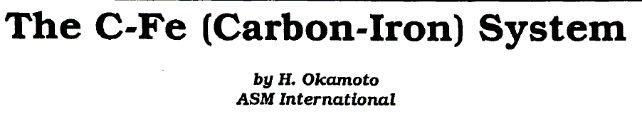 The C-Fe (Carbon-Iron) System
by H. Okamoto
ASM International